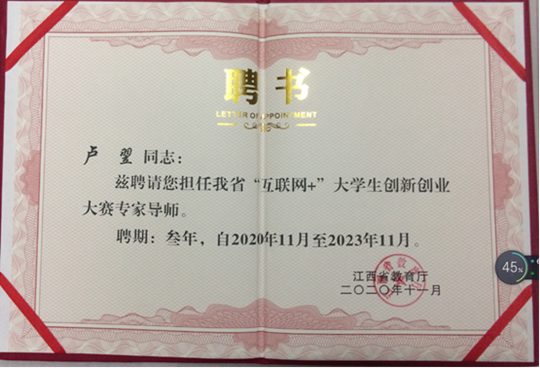 聘书
LETTER OF APPOINTMENT
卢曌同志：
兹聘请您担任我省“互联网+”大学生创新创业
大赛专家导师。
聘期：叁年，自2020年11月至2023年11月。
江西省教育厅
二〇二〇年十一月
45%